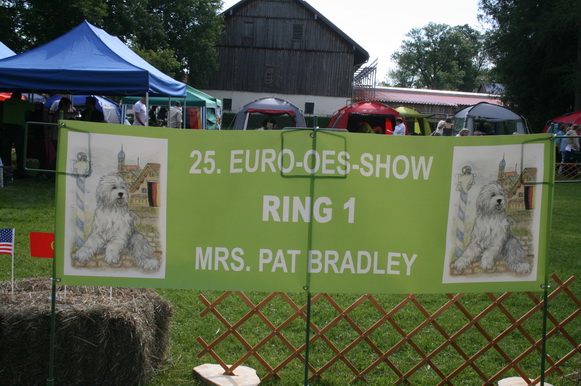 25. EURO-OES-SHOW
RING 1
MRS. PAT BRADLEY